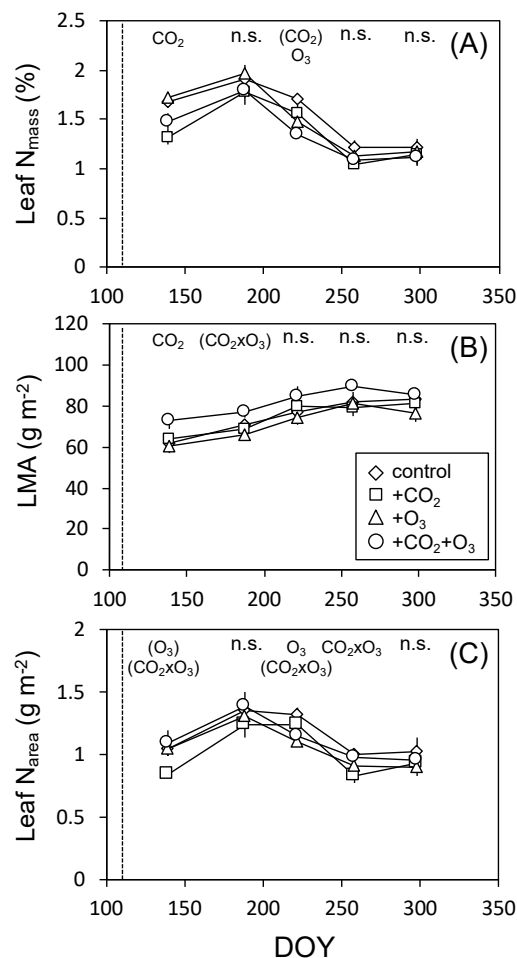 2.5
2
1.5
1
0.5
0
Leaf N_mass (%)
CO₂
n.s.
(CO₂)
O₃
n.s.
n.s.
(A)
100 150 200 250 300 350
120
100
80
60
40
20
0
LMA (g m⁻²)
CO₂
(CO₂xO₃)
n.s.
n.s.
n.s.
(B)
control
+CO₂
+O₃
+CO₂+O₃
100 150 200 250 300 350
2
1.5
1
0.5
0
Leaf N_area (g m⁻²)
(O₃)
(CO₂xO₃)
n.s.
O₃
(CO₂xO₃)
CO₂xO₃
n.s.
(C)
100 150 200 250 300 350
DOY